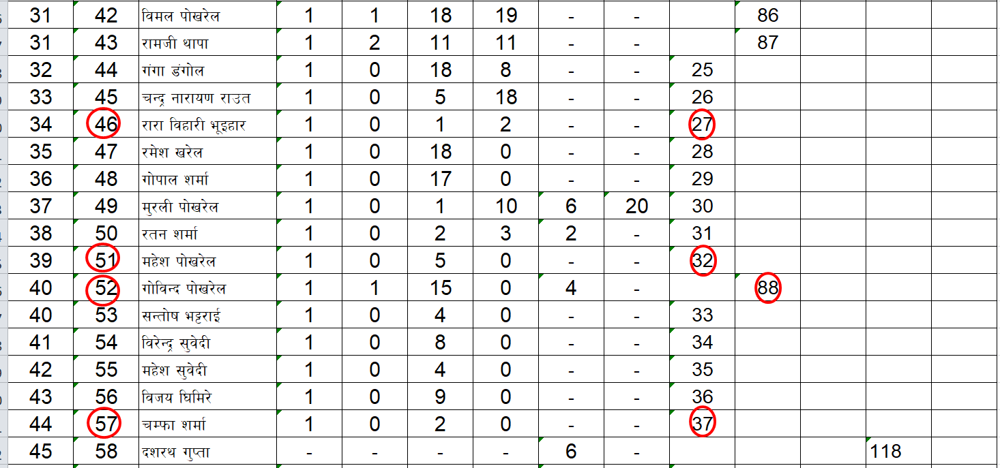 31 42 विमल पोखरेल 1 1 18 19 - - 86
31 43 रामजी थापा 1 2 11 11 - - 87
32 44 गंगा डंगोल 1 0 18 8 - - 25
33 45 चन्द्र नारायण राउत 1 0 5 18 - - 26
34 46 रारा विहारी भूइहार 1 0 1 2 - - 27
35 47 रमेश खरेल 1 0 18 0 - - 28
36 48 गोपाल शर्मा 1 0 17 0 - - 29
37 49 मुरली पोखरेल 1 0 1 10 6 20 30
38 50 रतन शर्मा 1 0 2 3 2 - 31
39 51 महेश पोखरेल 1 0 5 0 - - 32
40 52 गोविन्द पोखरेल 1 1 15 0 4 - 88
40 53 सन्तोष भट्टराई 1 0 4 0 - - 33
41 54 विरेन्द्र सुवेदी 1 0 8 0 - - 34
42 55 महेश सुवेदी 1 0 4 0 - - 35
43 56 विजय घिमिरे 1 0 9 0 - - 36
44 57 चम्फा शर्मा 1 0 2 0 - - 37
45 58 दशरथ गुप्ता - - - - 6 - 118